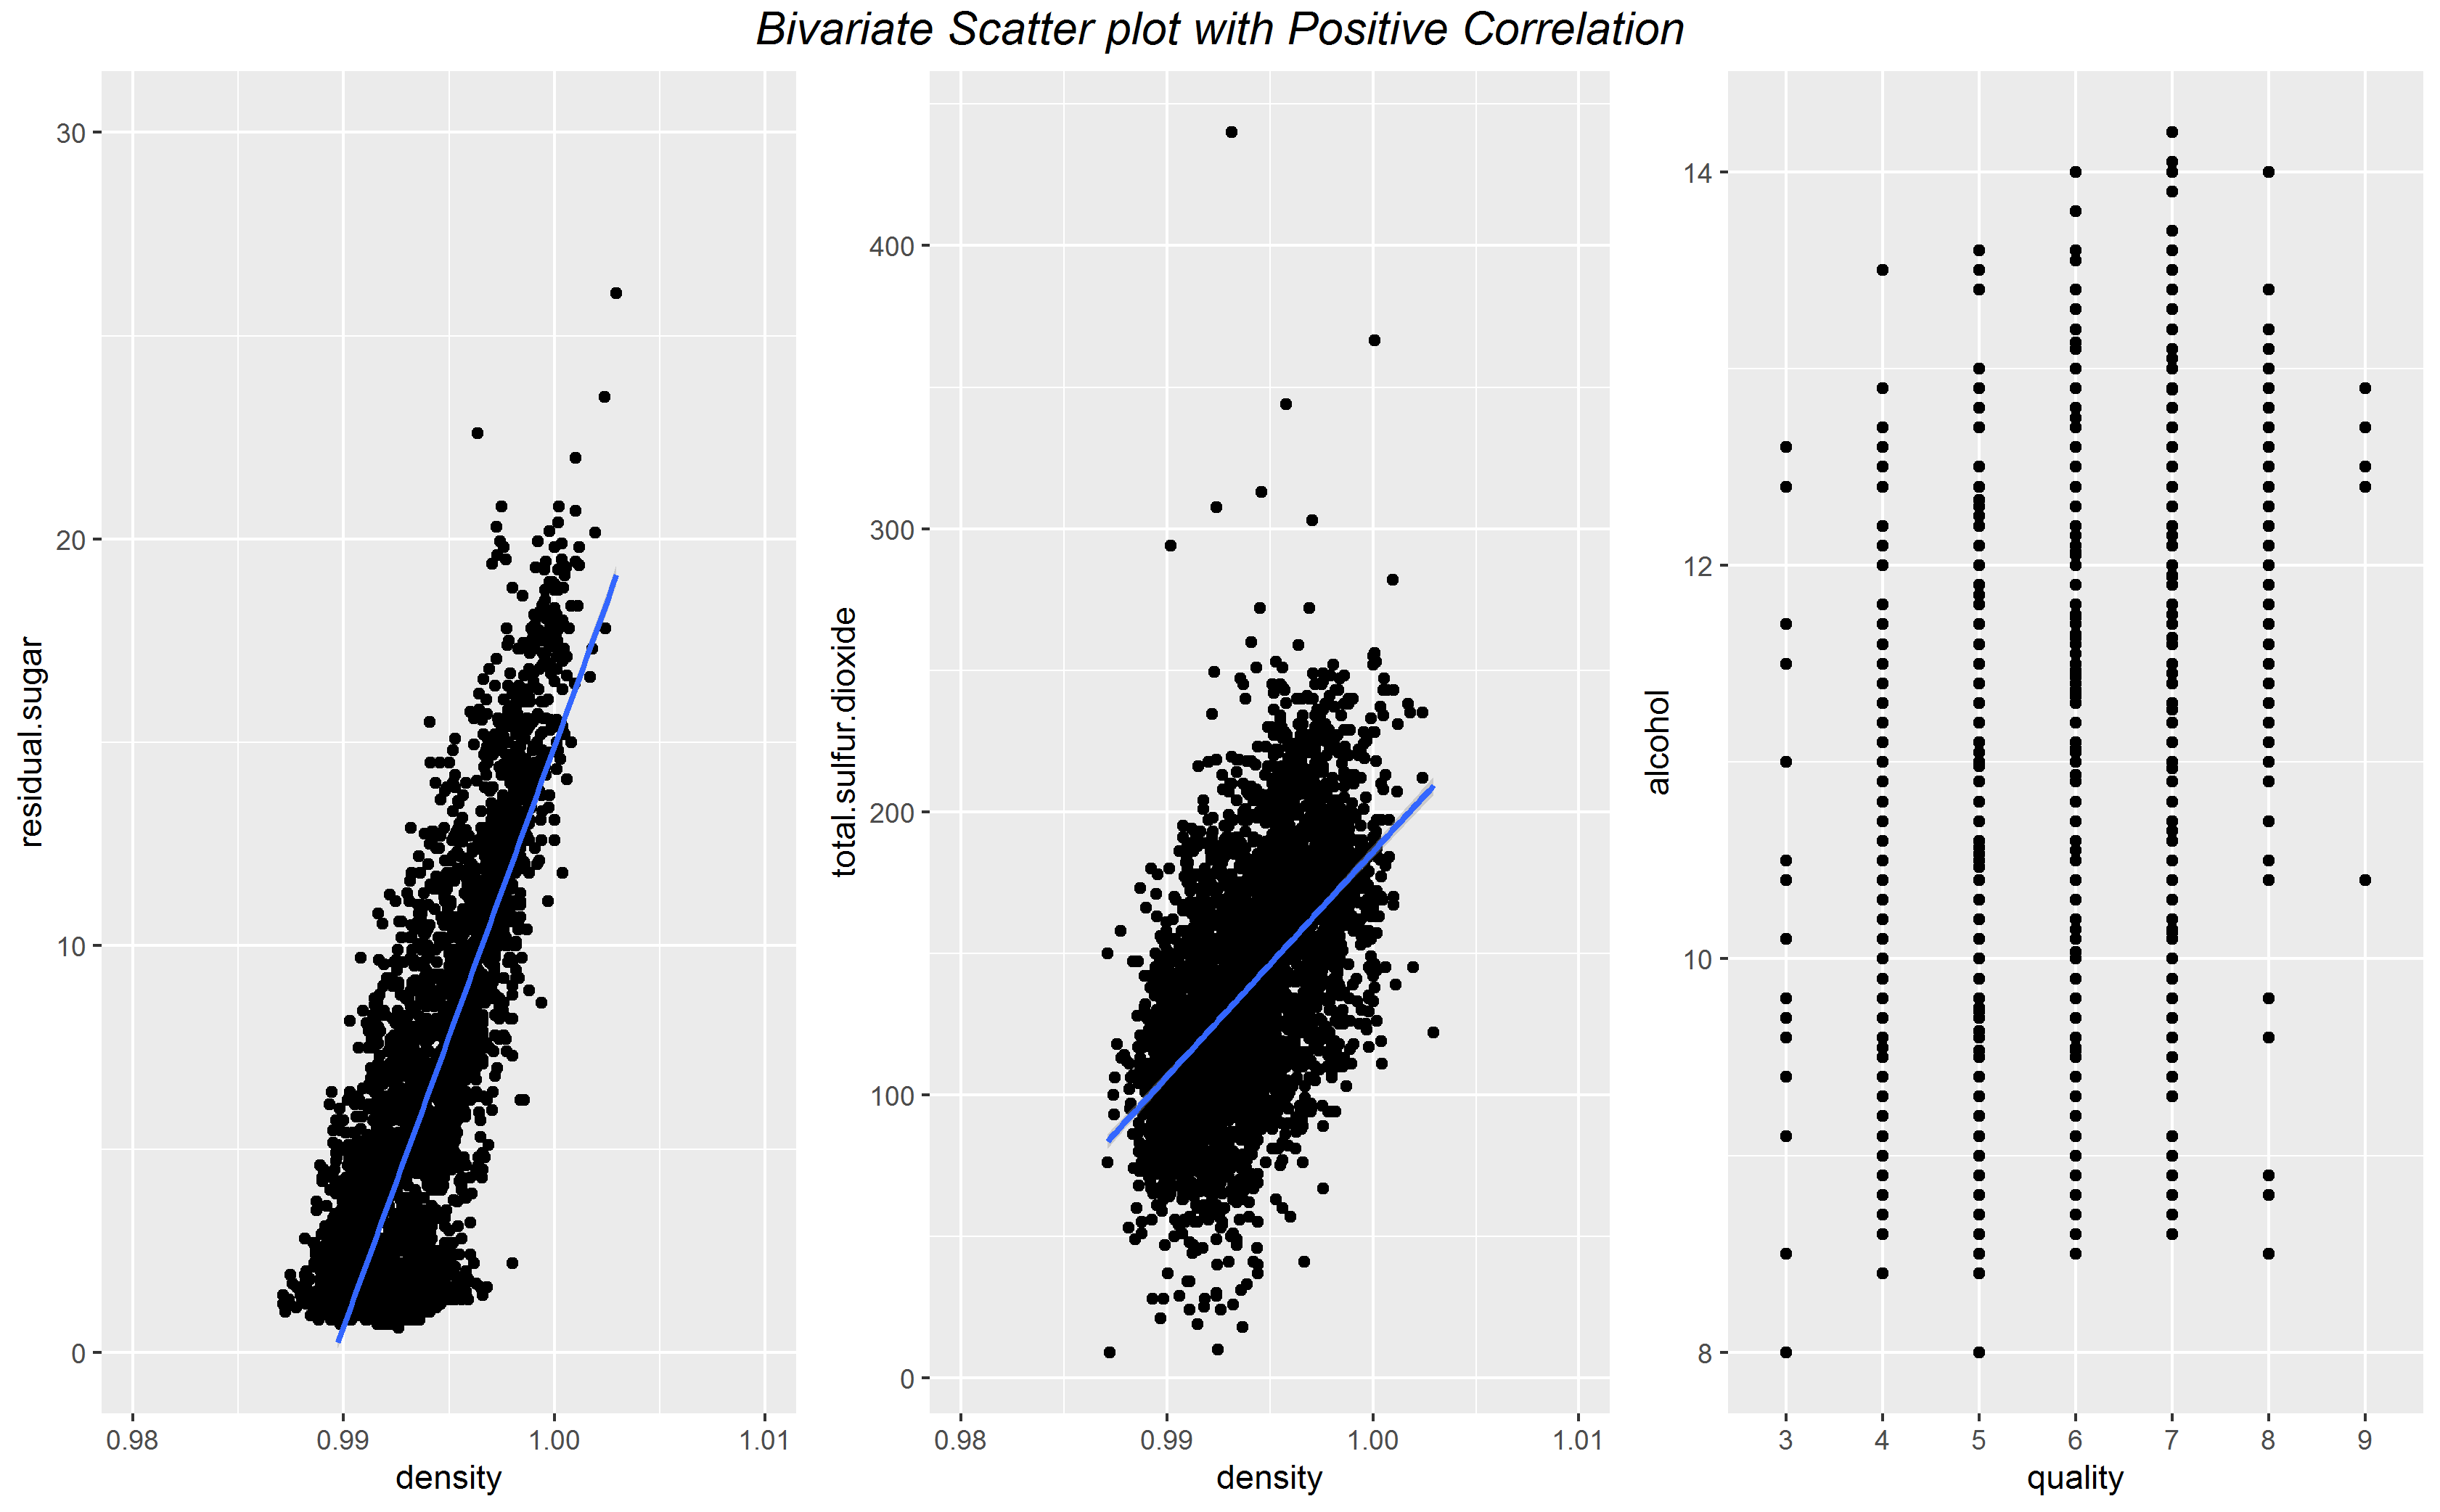 Bivariate Scatter plot with Positive Correlation
residual.sugar
30
20
10
0
0.98 0.99 1.00 1.01
density
total.sulfur.dioxide
400
300
200
100
0
0.98 0.99 1.00 1.01
density
alcohol
14
12
10
8
3 4 5 6 7 8 9
quality